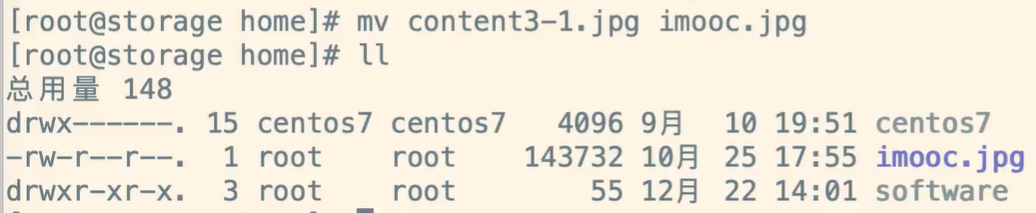 [root@storage home]# mv content3-1.jpg imooc.jpg
[root@storage home]# ll
总用量 148
drwx------. 15 centos7 centos7   4096 9月  10 19:51 centos7
-rw-r--r--.  1 root    root    143732 10月 25 17:55 imooc.jpg
drwxr-xr-x.  3 root    root        55 12月 22 14:01 software